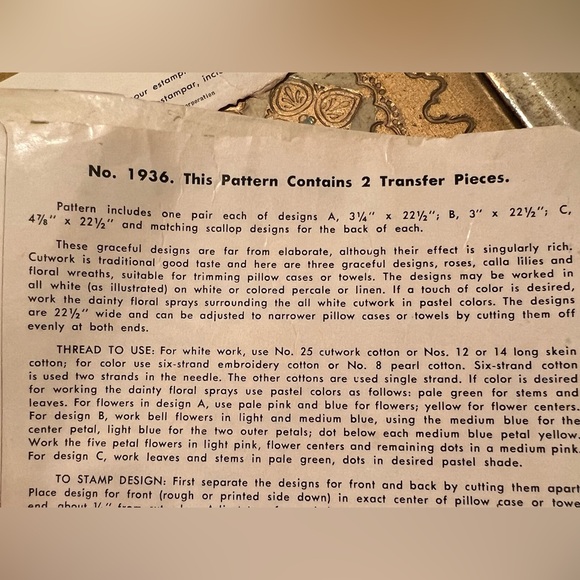 our estamp
stampar, inc
orporation
No. 1936. This Pattern Contains 2 Transfer Pieces.
Pattern includes one pair each of designs A, 3¼" x 22½"; B, 3" x 22½"; C,
4⅞" x 22½" and matching scallop designs for the back of each.
These graceful designs are far from elaborate, although their effect is singularly rich.
Cutwork is traditional good taste and here are three graceful designs, roses, calla lilies and
floral wreaths, suitable for trimming pillow cases or towels. The designs may be worked in
all white (as illustrated) on white or colored percale or linen. If a touch of color is desired,
work the dainty floral sprays surrounding the all white cutwork in pastel colors. The designs
are 22½" wide and can be adjusted to narrower pillow cases or towels by cutting them off
evenly at both ends.
THREAD TO USE: For white work, use No. 25 cutwork cotton or Nos. 12 or 14 long skein
cotton; for color use six-strand embroidery cotton or No. 8 pearl cotton. Six-strand cotton
is used two strands in the needle. The other cottons are used single strand. If color is desired
for working the dainty floral sprays use pastel colors as follows: pale green for stems and
leaves. For flowers in design A, use pale pink and blue for flowers; yellow for flower centers.
For design B, work bell flowers in light and medium blue, using the medium blue for the
center petal, light blue for the two outer petals; dot below each medium blue petal yellow.
Work the five petal flowers in light pink, flower centers and remaining dots in a medium pink.
For design C, work leaves and stems in pale green, dots in desired pastel shade.
TO STAMP DESIGN: First separate the designs for front and back by cutting them apart
Place design for front (rough or printed side down) in exact center of pillow case or towe
end, about